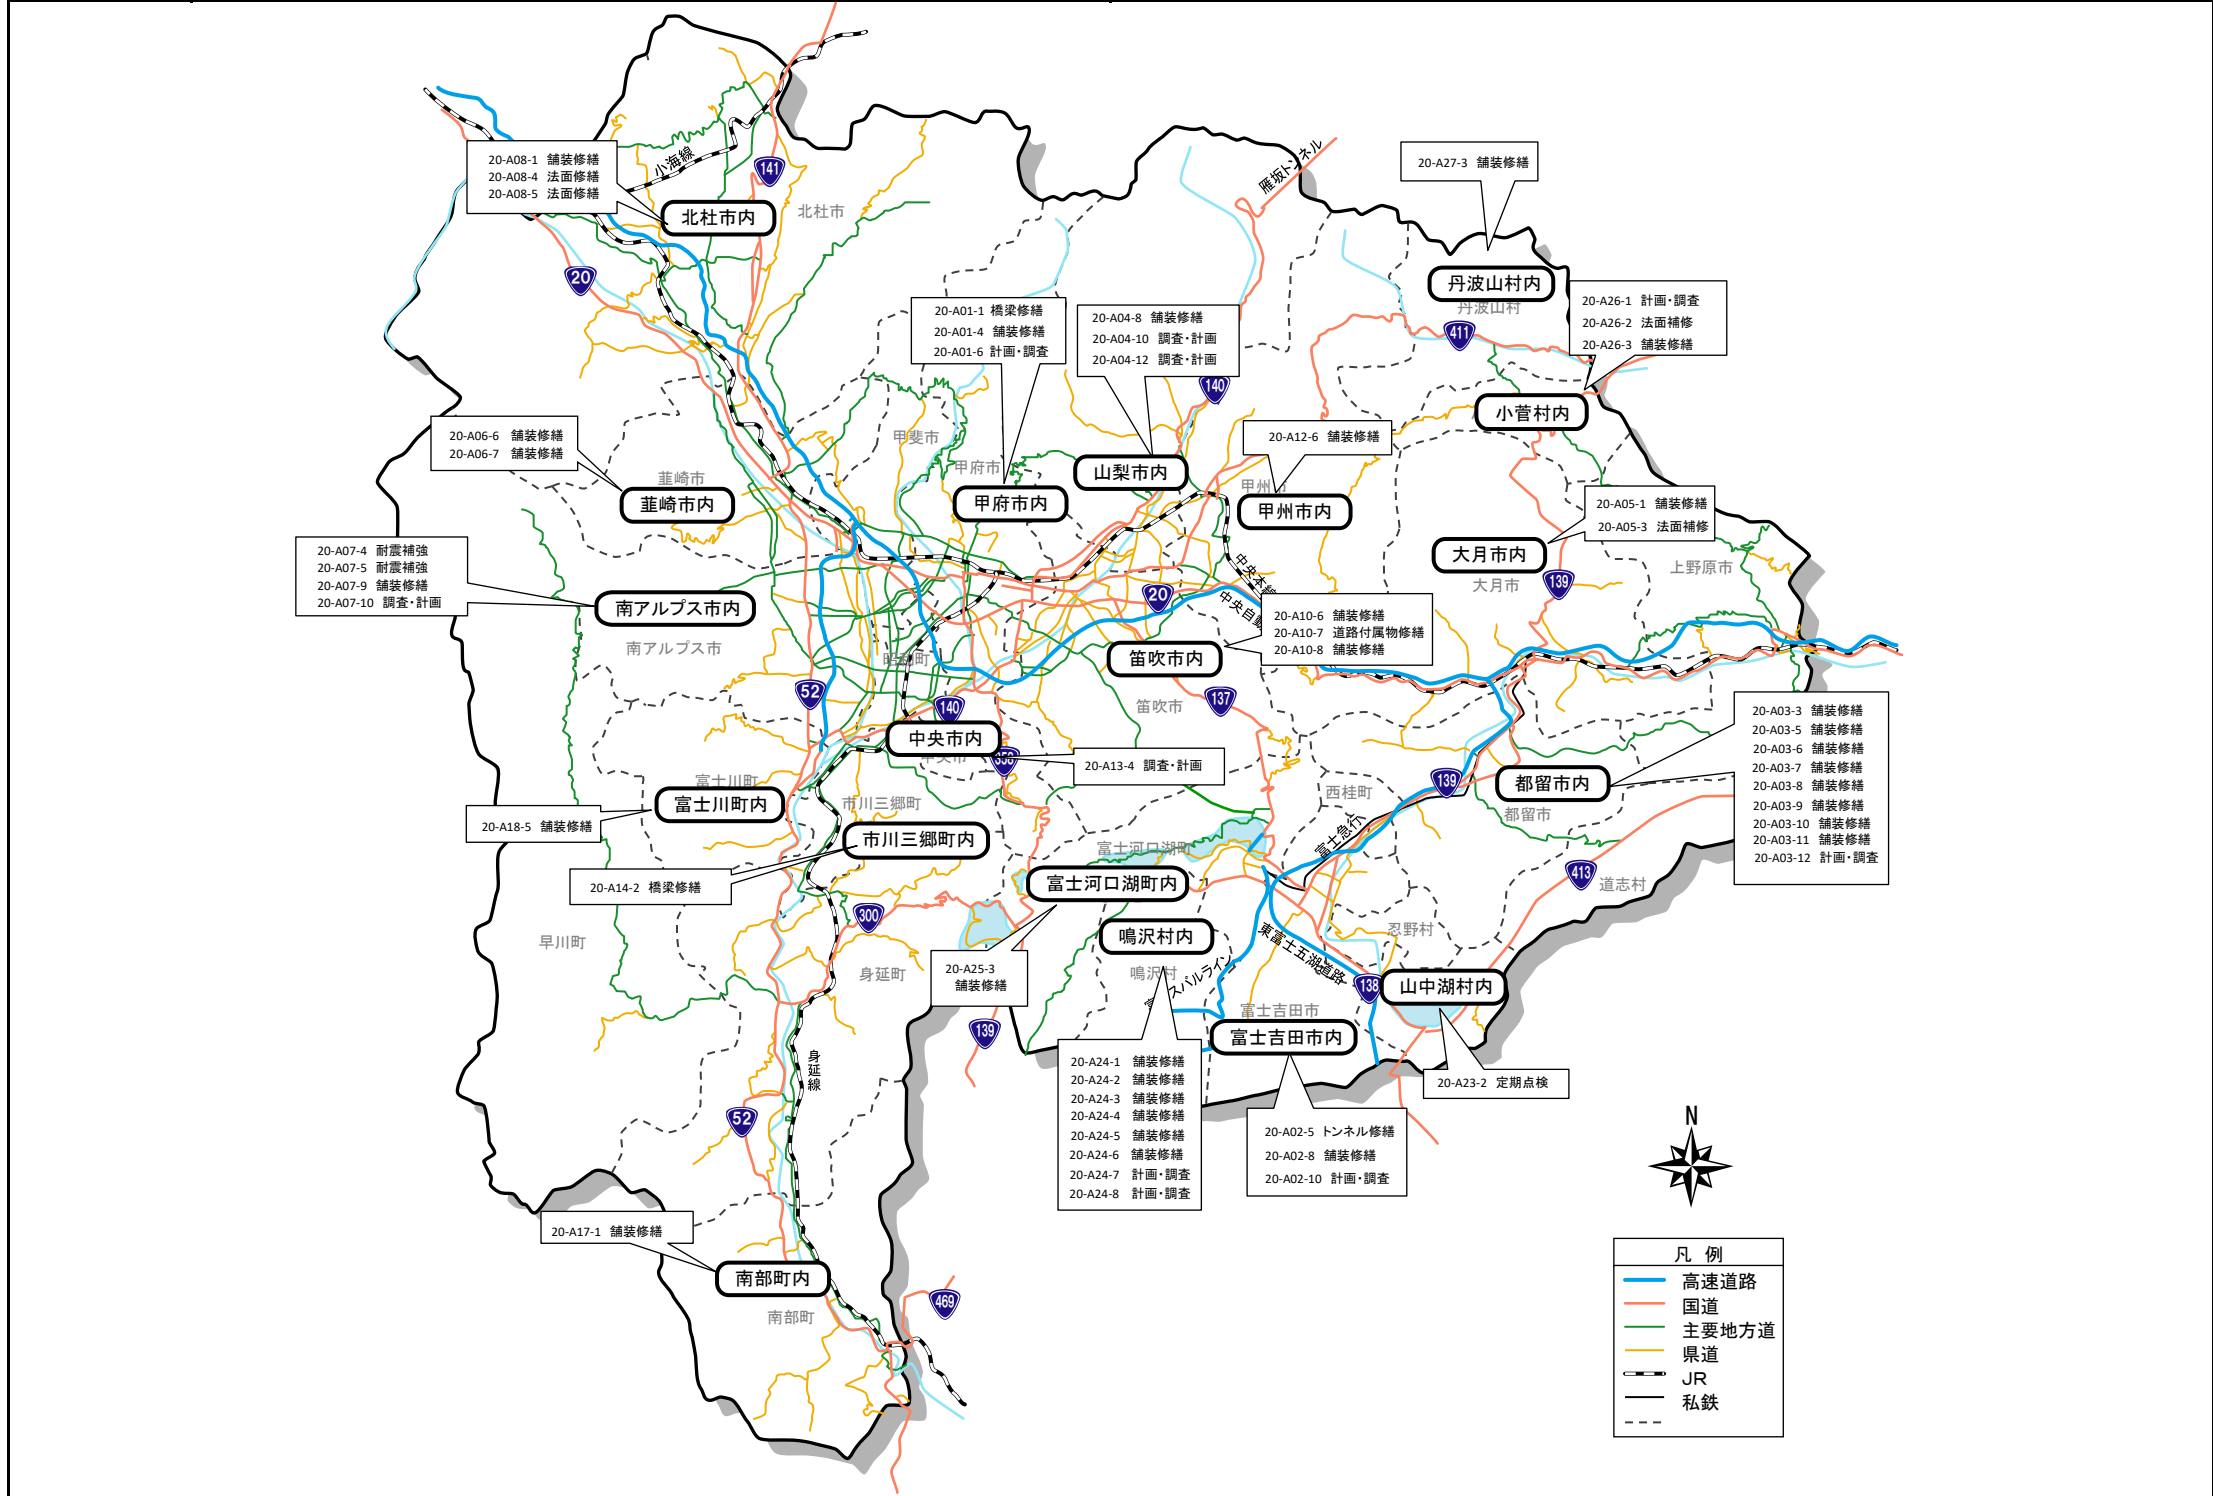 小海線
141
北杜市
20-A08-1 舗装修繕
20-A08-4 法面修繕
20-A08-5 法面修繕
北杜市内
20
雁坂トンネル
20-A27-3 舗装修繕
丹波山村内
丹波山村
411
20-A26-1 計画・調査
20-A26-2 法面補修
20-A26-3 舗装修繕
小菅村内
20-A01-1 橋梁修繕
20-A01-4 舗装修繕
20-A01-6 計画・調査
20-A04-8 舗装修繕
20-A04-10 調査・計画
20-A04-12 調査・計画
140
甲斐市
甲府市
甲府市内
山梨市内
20-A12-6 舗装修繕
甲州市内
20-A06-6 舗装修繕
20-A06-7 舗装修繕
韮崎市
韮崎市内
20-A05-1 舗装修繕
20-A05-3 法面補修
大月市内
大月市
139
上野原市
20-A07-4 耐震補強
20-A07-5 耐震補強
20-A07-9 舗装修繕
20-A07-10 調査・計画
南アルプス市内
南アルプス市
20
20-A10-6 舗装修繕
20-A10-7 道路付属物修繕
20-A10-8 舗装修繕
笛吹市内
笛吹市
137
52
140
中央市内
358
20-A13-4 調査・計画
20-A03-3 舗装修繕
20-A03-5 舗装修繕
20-A03-6 舗装修繕
20-A03-7 舗装修繕
20-A03-8 舗装修繕
20-A03-9 舗装修繕
20-A03-10 舗装修繕
20-A03-11 舗装修繕
20-A03-12 計画・調査
都留市内
都留市
139
西桂町
富士急行
富士川町
富士川町内
20-A18-5 舗装修繕
市川三郷町
市川三郷町内
20-A14-2 橋梁修繕
富士河口湖町
富士河口湖町内
20-A25-3
舗装修繕
413
道志村
忍野村
300
早川町
身延町
鳴沢村内
鳴沢村
東富士五湖道路
138
山中湖村内
20-A23-2 定期点検
富士吉田市
富士吉田市内
20-A02-5 トンネル修繕
20-A02-8 舗装修繕
20-A02-10 計画・調査
139
20-A24-1 舗装修繕
20-A24-2 舗装修繕
20-A24-3 舗装修繕
20-A24-4 舗装修繕
20-A24-5 舗装修繕
20-A24-6 舗装修繕
20-A24-7 計画・調査
20-A24-8 計画・調査
身延線
52
20-A17-1 舗装修繕
南部町内
南部町
469
N
凡 例
高速道路
国道
主要地方道
県道
JR
私鉄